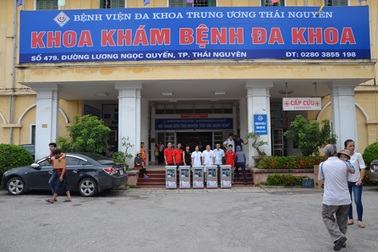 BỆNH VIỆN ĐA KHOA TRUNG ƯƠNG THÁI NGUYÊN
KHOA KHÁM BỆNH ĐA KHOA
SỐ 479. ĐƯỜNG LƯƠNG NGỌC QUYẾN, TP. THÁI NGUYÊN ĐT: 0280 3855 198
CẤP CỨU